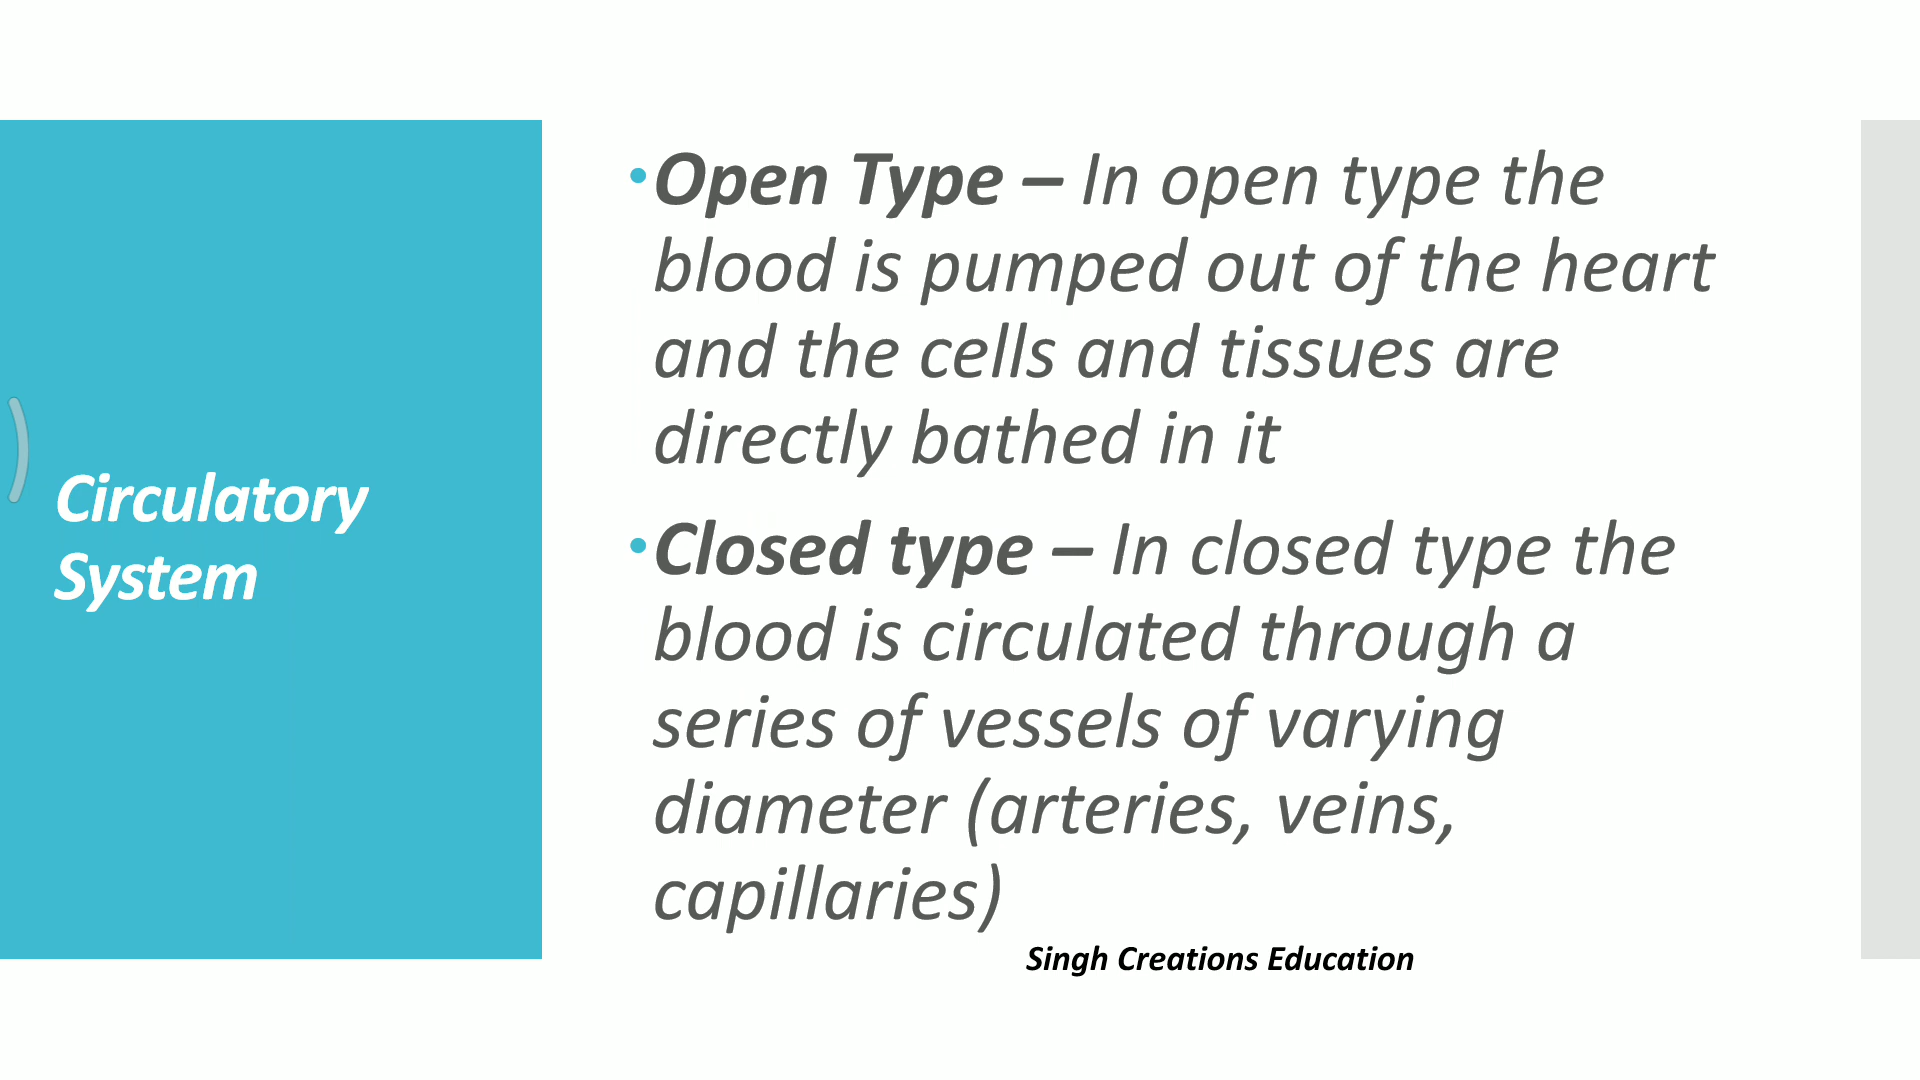 Circulatory
System
•Open Type – In open type the
blood is pumped out of the heart
and the cells and tissues are
directly bathed in it
•Closed type – In closed type the
blood is circulated through a
series of vessels of varying
diameter (arteries, veins,
capillaries)
Singh Creations Education